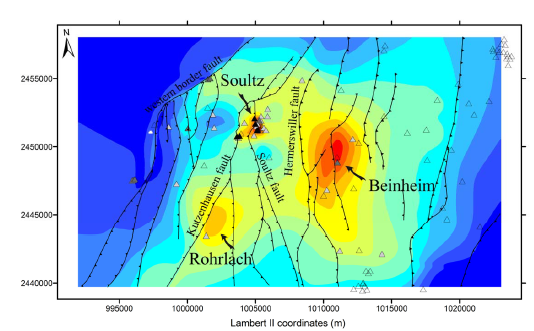 N
2455000
2450000
2445000
2440000
western border fault
Soultz
Hermerswiller fault
Kutzenhausen fault
Soultz fault
Beinheim
Rohrlach
995000 1000000 1005000 1010000 1015000 1020000
Lambert II coordinates (m)